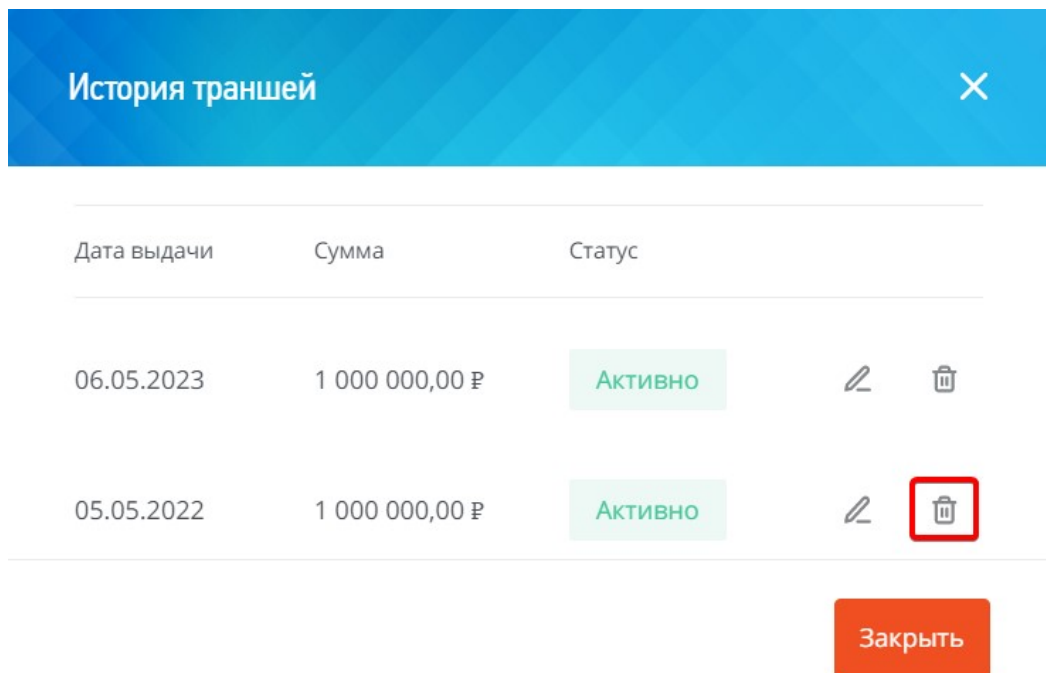 История траншей
Дата выдачи Сумма Статус
06.05.2023 1 000 000,00 ₽ Активно
05.05.2022 1 000 000,00 ₽ Активно
Закрыть